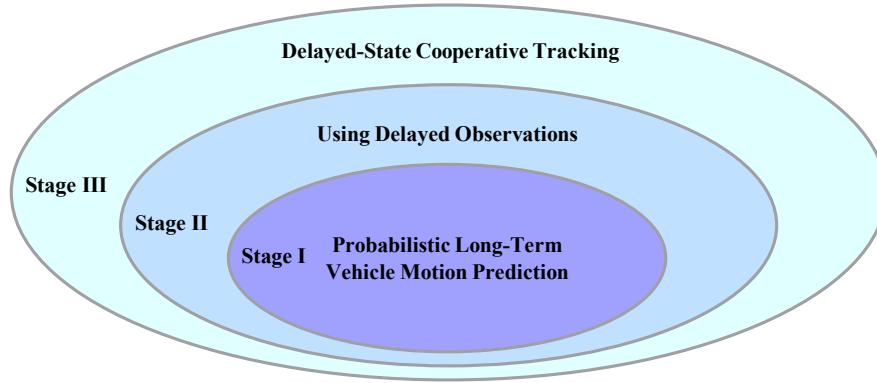 Delayed-State Cooperative Tracking
Using Delayed Observations
Stage III
Stage II
Stage I
Probabilistic Long-Term
Vehicle Motion Prediction